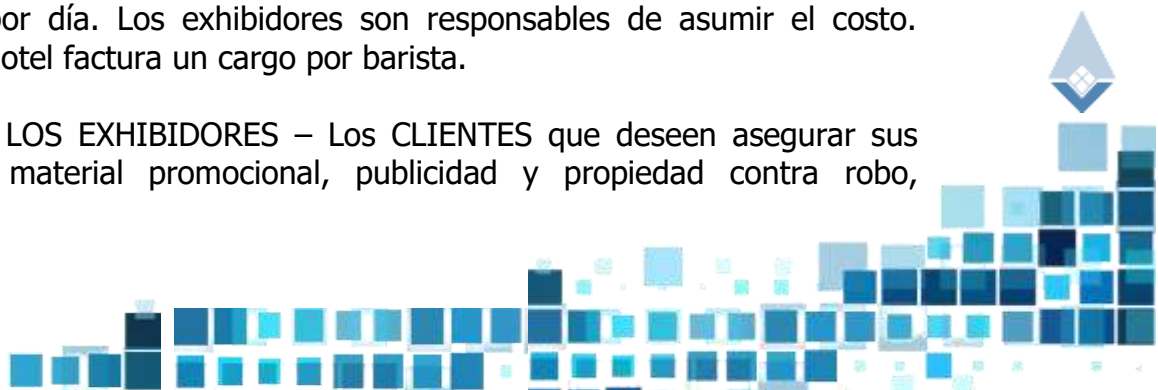 por día. Los exhibidores son responsables de asumir el costo.
otel factura un cargo por barista.
LOS EXHIBIDORES – Los CLIENTES que deseen asegurar sus
material promocional, publicidad y propiedad contra robo,